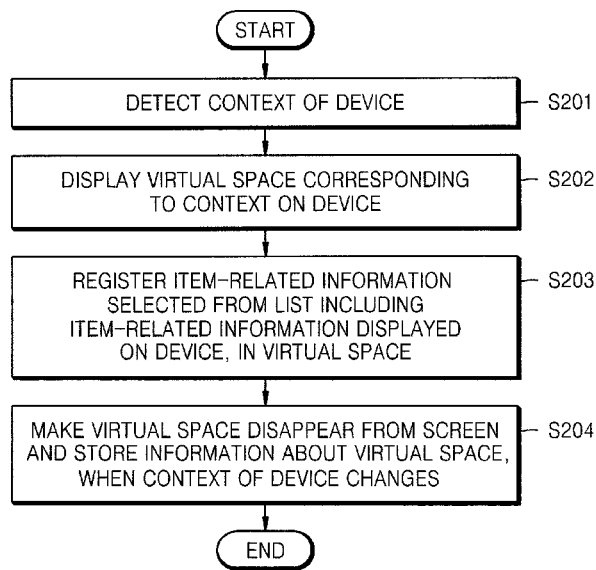 START
DETECT CONTEXT OF DEVICE
S201
DISPLAY VIRTUAL SPACE CORRESPONDING
TO CONTEXT ON DEVICE
S202
REGISTER ITEM-RELATED INFORMATION
SELECTED FROM LIST INCLUDING
ITEM-RELATED INFORMATION DISPLAYED
ON DEVICE, IN VIRTUAL SPACE
S203
MAKE VIRTUAL SPACE DISAPPEAR FROM SCREEN
AND STORE INFORMATION ABOUT VIRTUAL SPACE,
WHEN CONTEXT OF DEVICE CHANGES
S204
END